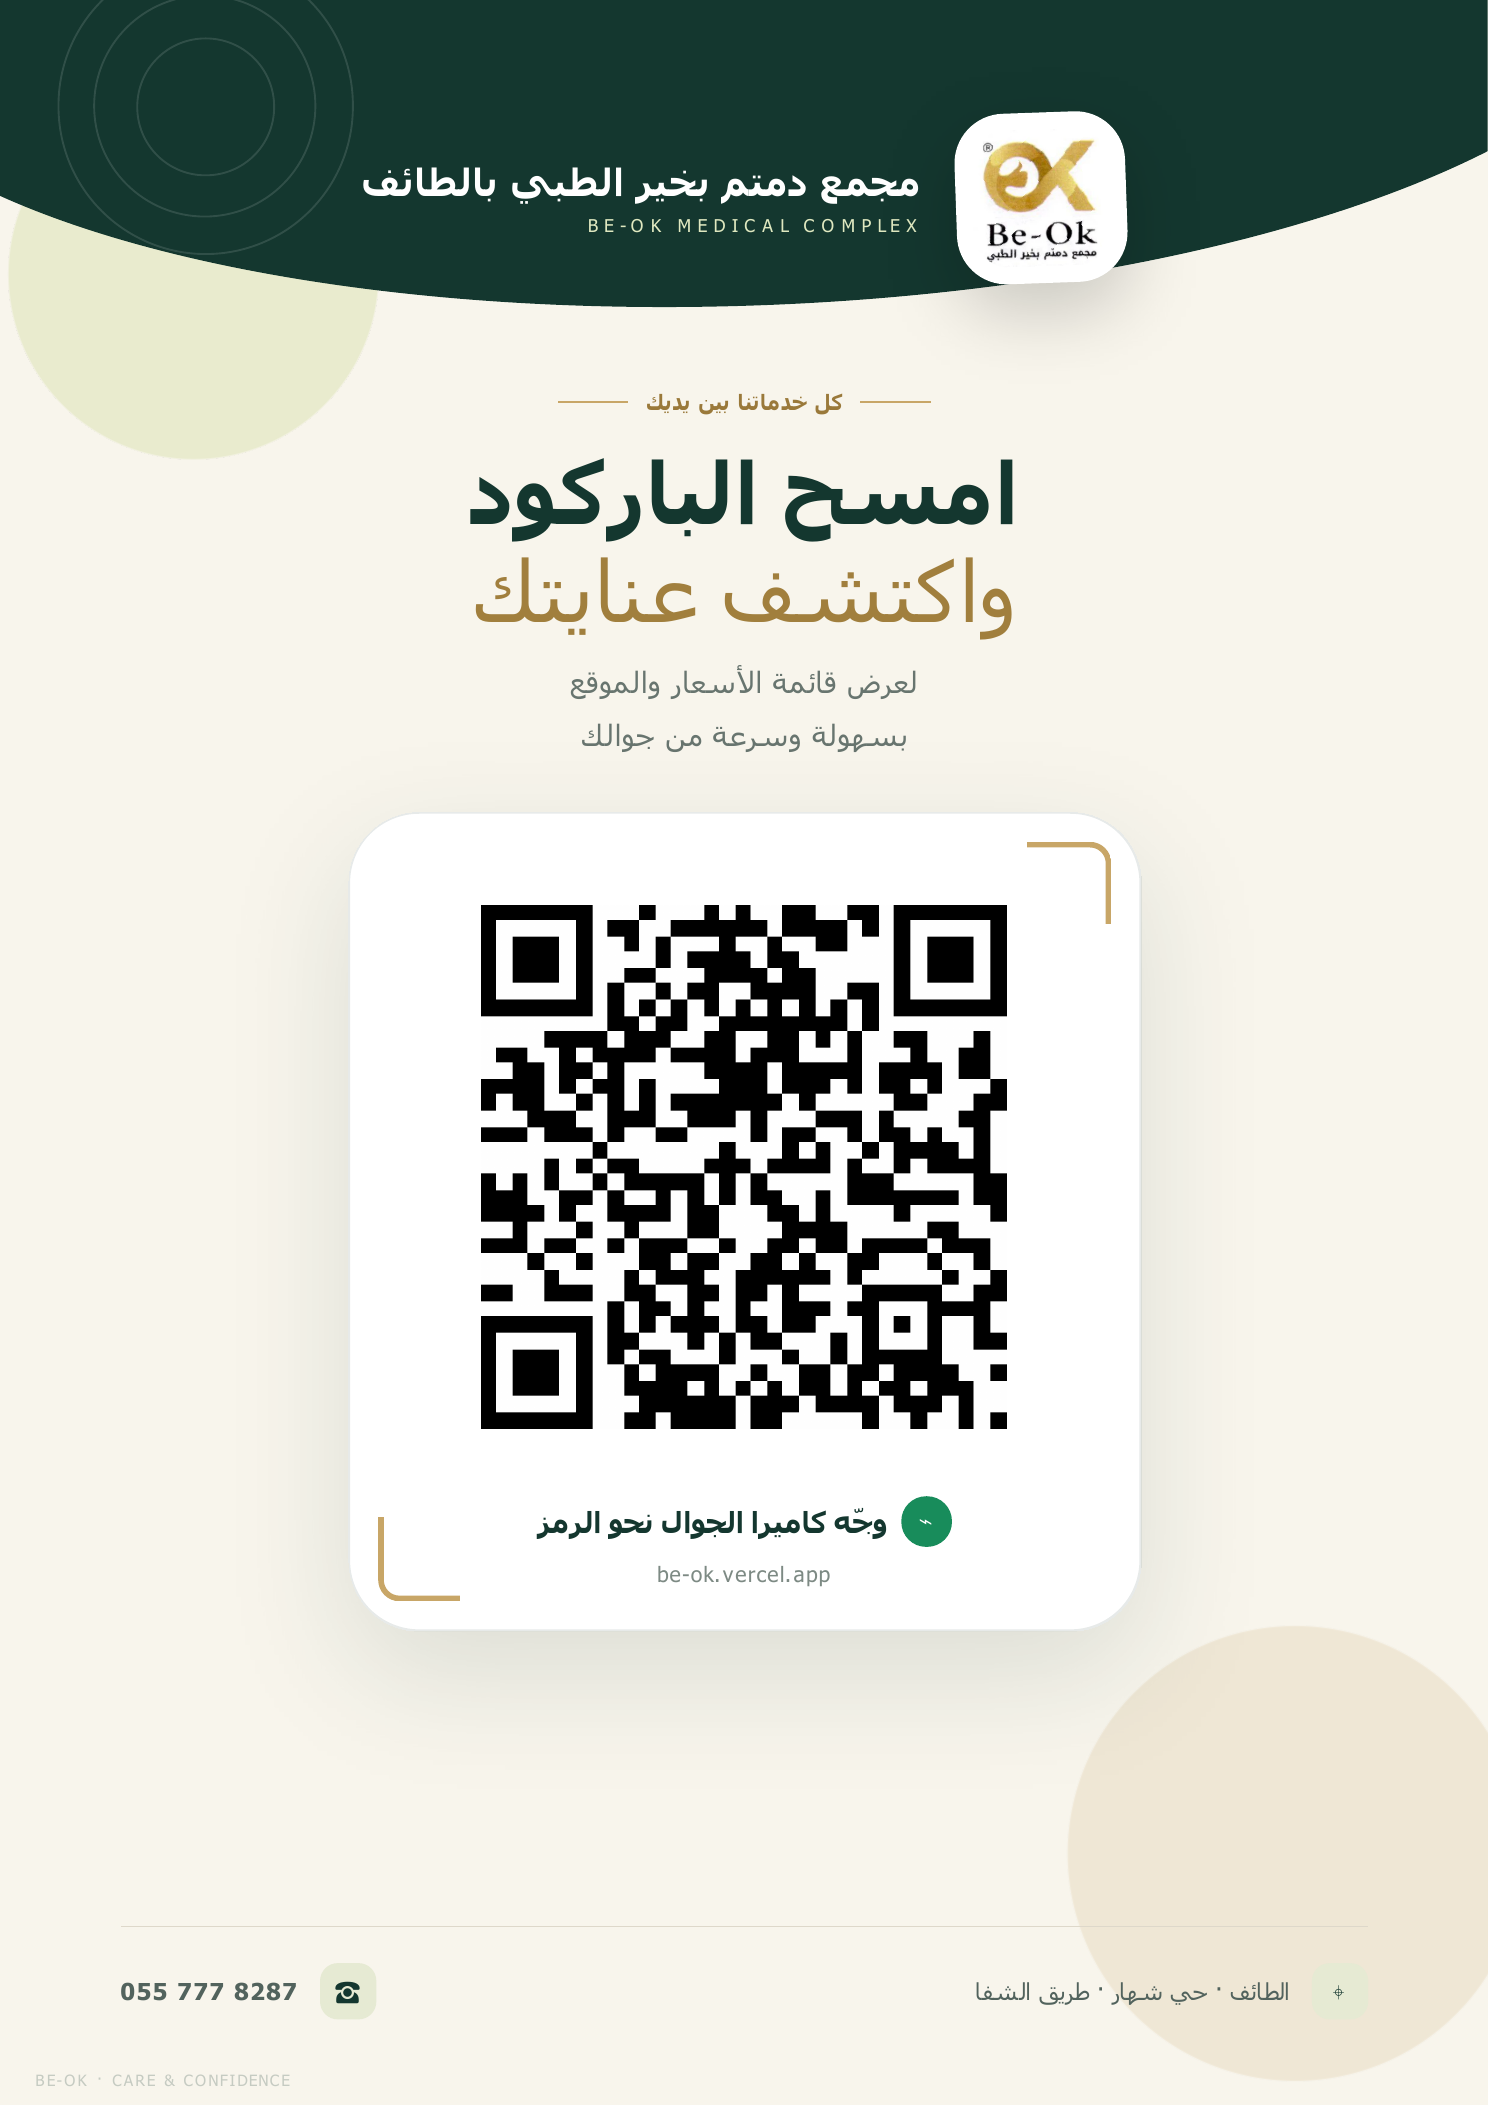 مجمع دمتم بخير الطبي بالطائف
BE-OK MEDICAL COMPLEX
®
Be-Ok
مجمع دمتم بخير الطبي
كل خدماتنا بين يديك
امسح الباركود
واكتشف عنايتك
لعرض قائمة الأسعار والموقع
بسهولة وسرعة من جوالك
وجّه كاميرا الجوال نحو الرمز
be-ok.vercel.app
الطائف · حي شهار · طريق الشفا
055 777 8287
BE-OK · CARE & CONFIDENCE